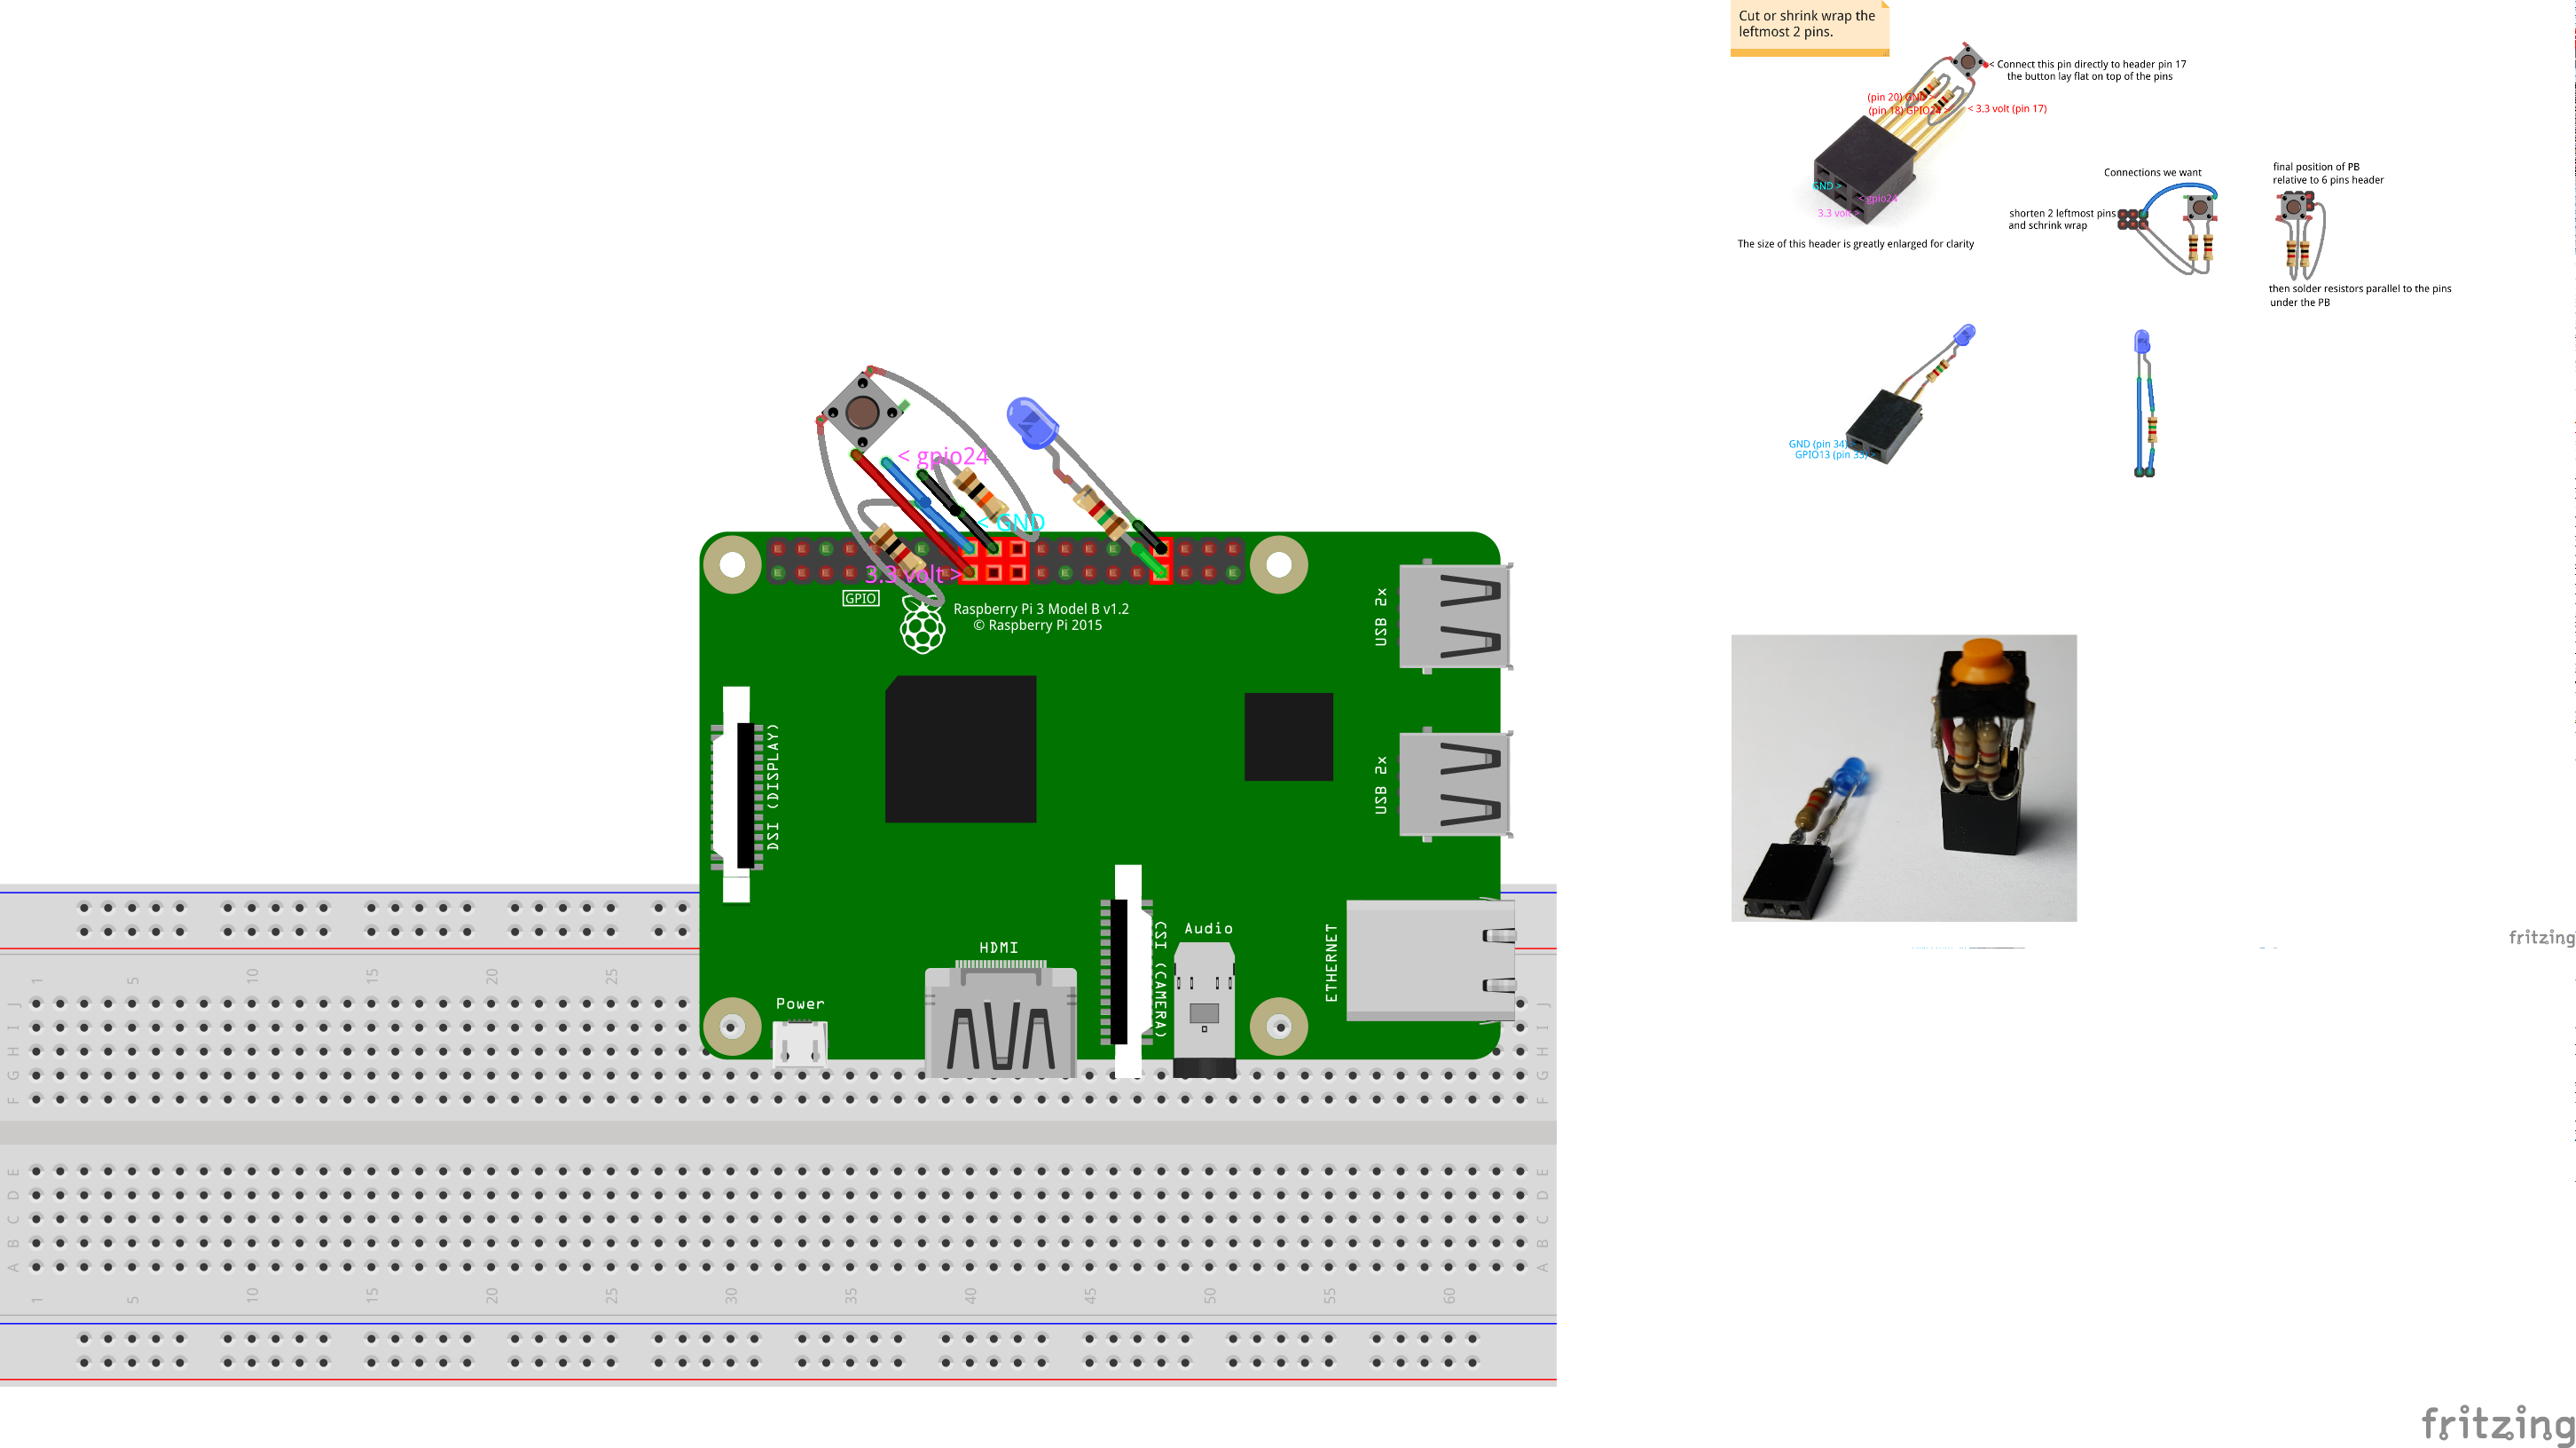 Cut or shrink wrap the
leftmost 2 pins.
< Connect this pin directly to header pin 17
the button lay flat on top of the pins
(pin 20) GND >
(pin 18) GPIO24 >
< 3.3 volt (pin 17)
GND >
< gpio24
3.3 volt >
The size of this header is greatly enlarged for clarity
Connections we want
shorten 2 leftmost pins
and schrink wrap
final position of PB
relative to 6 pins header
then solder resistors parallel to the pins
under the PB
GND (pin 34)
GPIO13 (pin 33)
< gpio24
< GND
3.3 volt >
GPIO
Raspberry Pi 3 Model B v1.2
© Raspberry Pi 2015
USB 2x
USB 2x
DSI (DISPLAY)
CSI (CAMERA)
Audio
ETHERNET
HDMI
Power
1 5 10 15 20 25
J J
I I
H H
G G
F F
E E
D D
C C
B B
A A
1 5 10 15 20 25 30 35 40 45 50 55 60
fritzing
fritzing